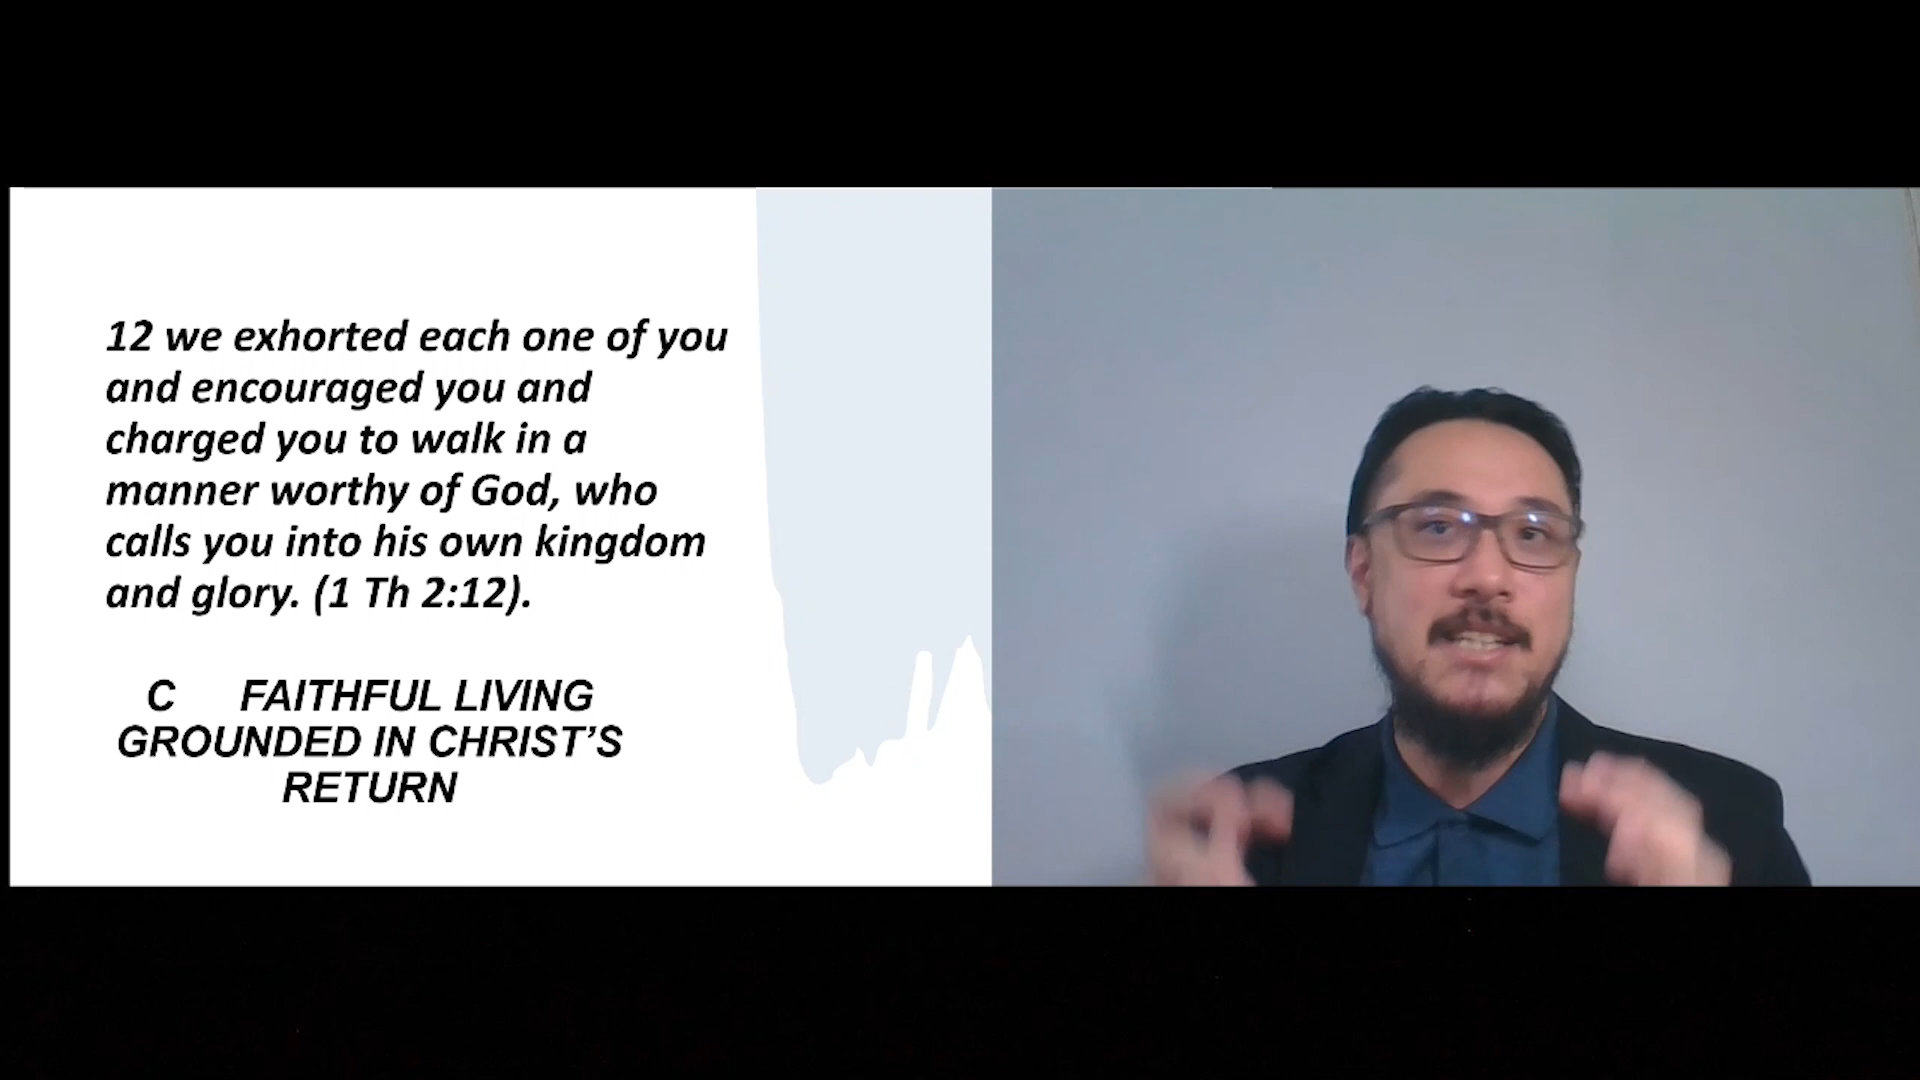 12 we exhorted each one of you
and encouraged you and
charged you to walk in a
manner worthy of God, who
calls you into his own kingdom
and glory. (1 Th 2:12).
C FAITHFUL LIVING
GROUNDED IN CHRIST’S
RETURN